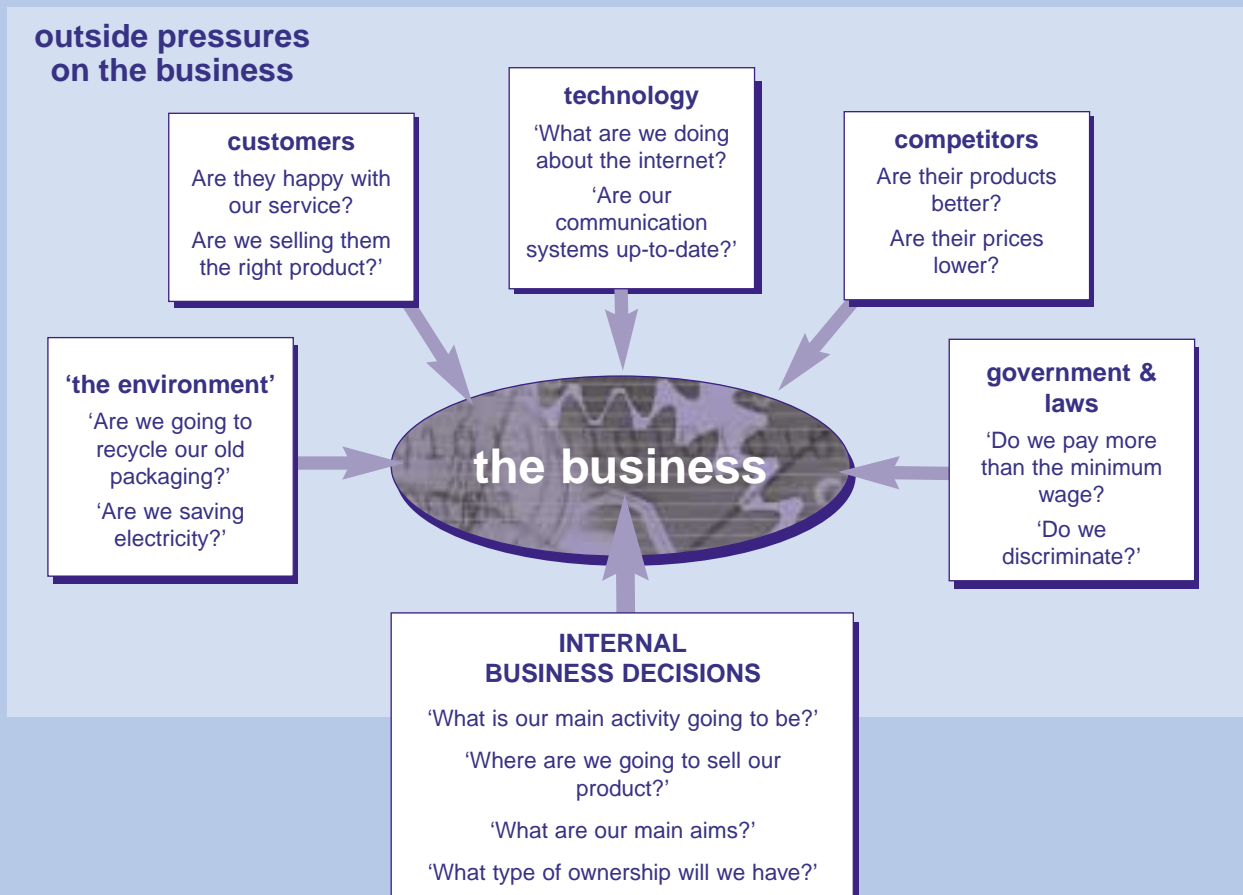 outside pressures
on the business
technology
‘What are we doing
about the internet?
‘Are our
communication
systems up-to-date?’
customers
Are they happy with
our service?
Are we selling them
the right product?’
competitors
Are their products
better?
Are their prices
lower?
‘the environment’
‘Are we going to
recycle our old
packaging?’
‘Are we saving
electricity?’
the business
government &
laws
‘Do we pay more
than the minimum
wage?
‘Do we
discriminate?’
INTERNAL
BUSINESS DECISIONS
‘What is our main activity going to be?’
‘Where are we going to sell our
product?’
‘What are our main aims?’
‘What type of ownership will we have?’